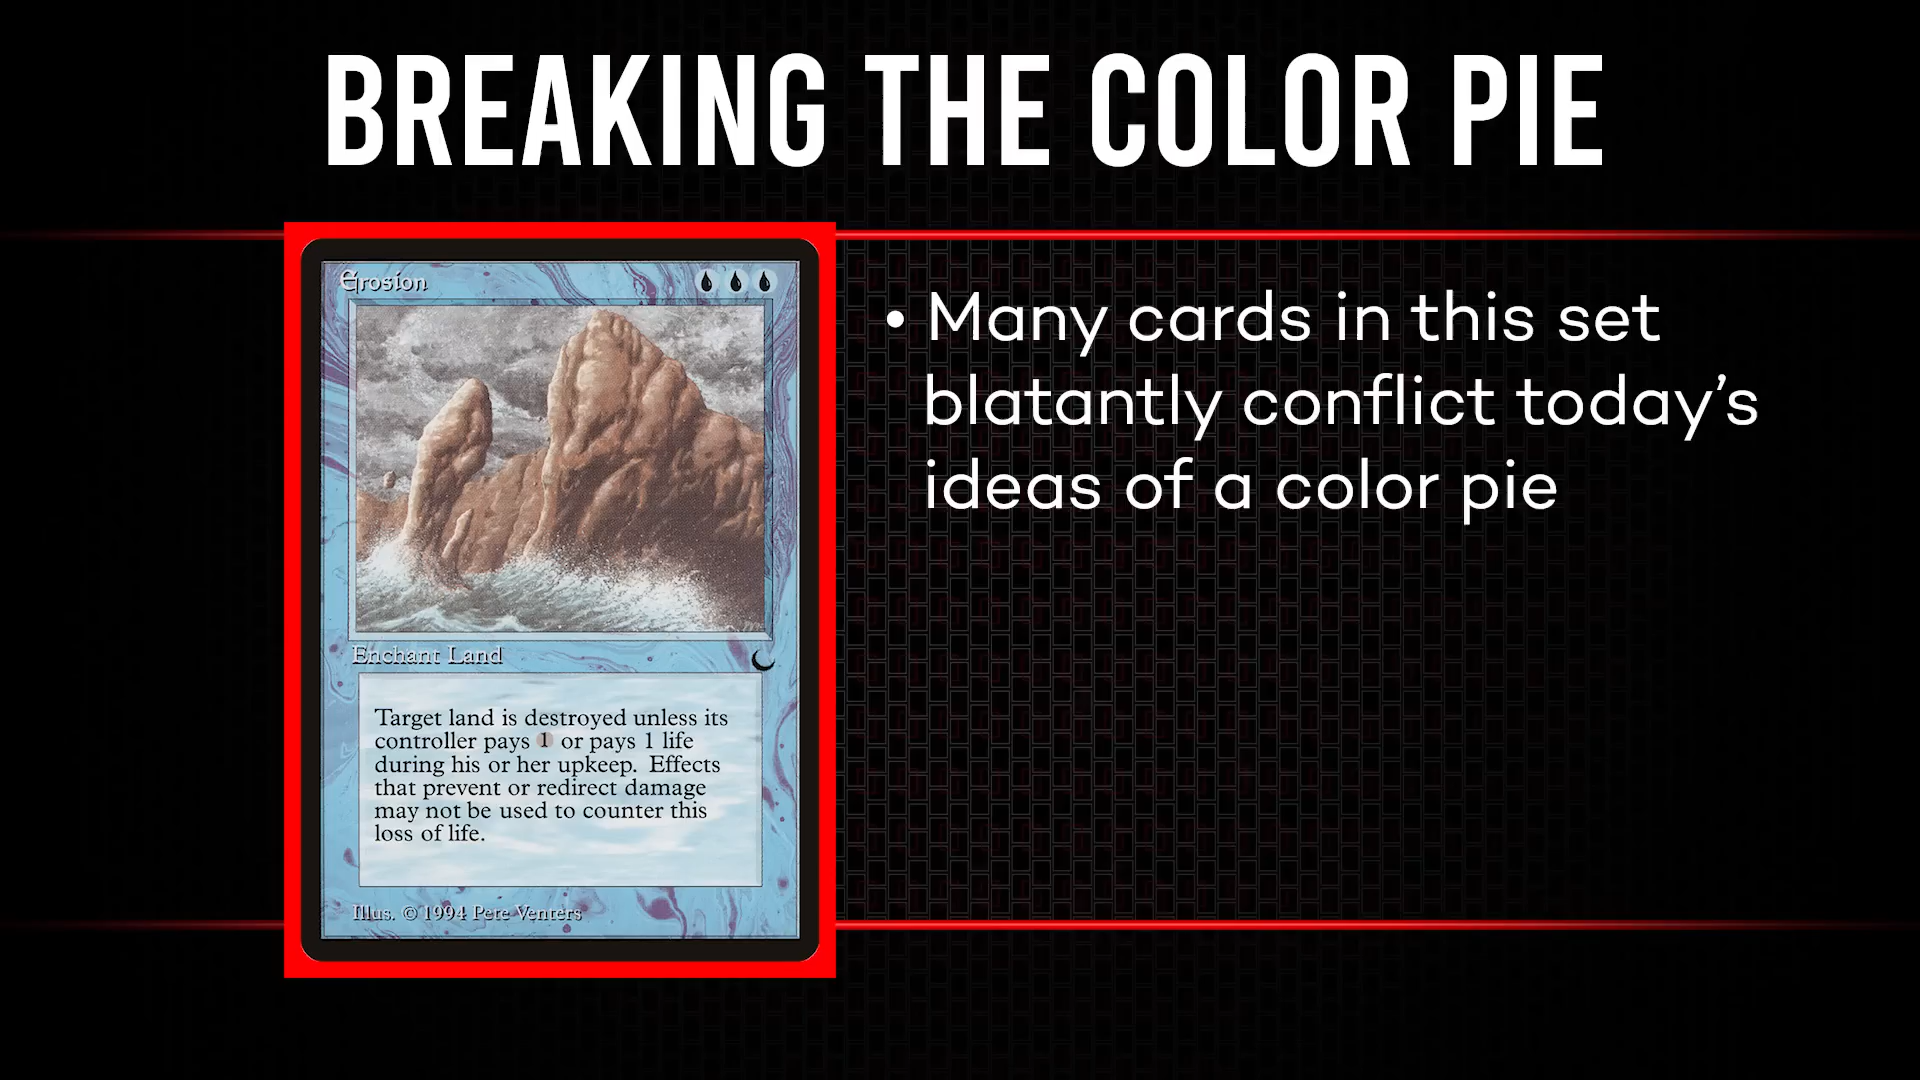 BREAKING THE COLOR PIE
Erosion
• Many cards in this set
blatantly conflict today's
ideas of a color pie
Enchant Land
Target land is destroyed unless its
controller pays 1 or pays 1 life
during his or her upkeep. Effects
that prevent or redirect damage
may not be used to counter this
loss of life.
Illus. © 1994 Pete Venters